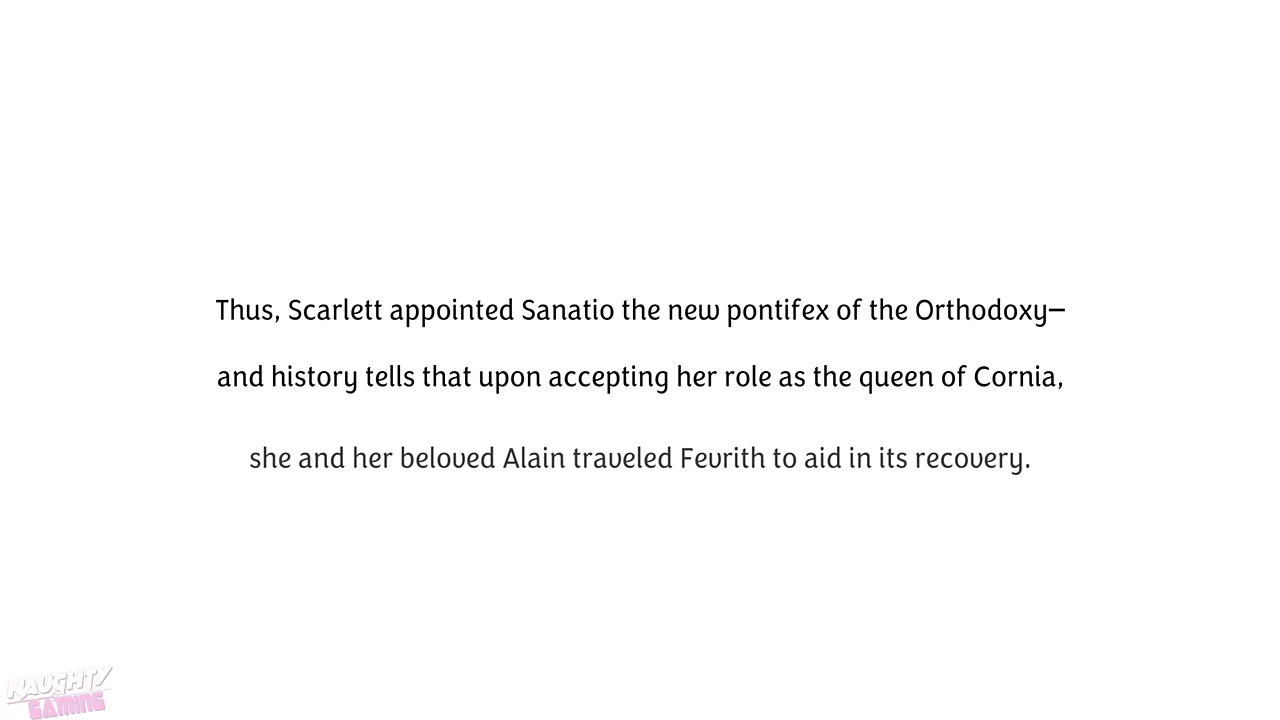 Thus, Scarlett appointed Sanatio the new pontifex of the Orthodoxy—
and history tells that upon accepting her role as the queen of Cornia,
she and her beloved Alain traveled Fevrith to aid in its recovery.
NAUGHTY
GAMING